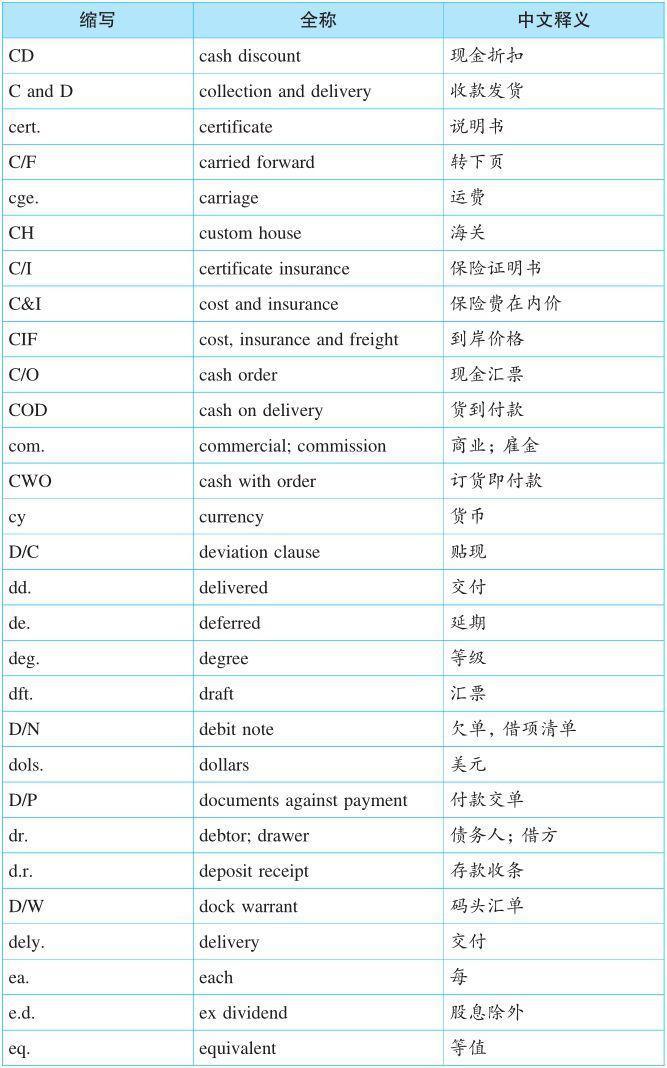 缩写 全称 中文释义
CD cash discount 现金折扣
C and D collection and delivery 收款发货
cert. certificate 说明书
C/F carried forward 转下页
cge. carriage 运费
CH custom house 海关
C/I certificate insurance 保险证明书
C&I cost and insurance 保险费在内价
CIF cost, insurance and freight 到岸价格
C/O cash order 现金汇票
COD cash on delivery 货到付款
com. commercial; commission 商业；雇金
CWO cash with order 订货即付款
cy currency 货币
D/C deviation clause 贴现
dd. delivered 交付
de. deferred 延期
deg. degree 等级
dft. draft 汇票
D/N debit note 欠单，借项清单
dols. dollars 美元
D/P documents against payment 付款交单
dr. debtor; drawer 债务人；借方
d.r. deposit receipt 存款收条
D/W dock warrant 码头汇单
dely. delivery 交付
ea. each 每
e.d. ex dividend 股息除外
eq. equivalent 等值